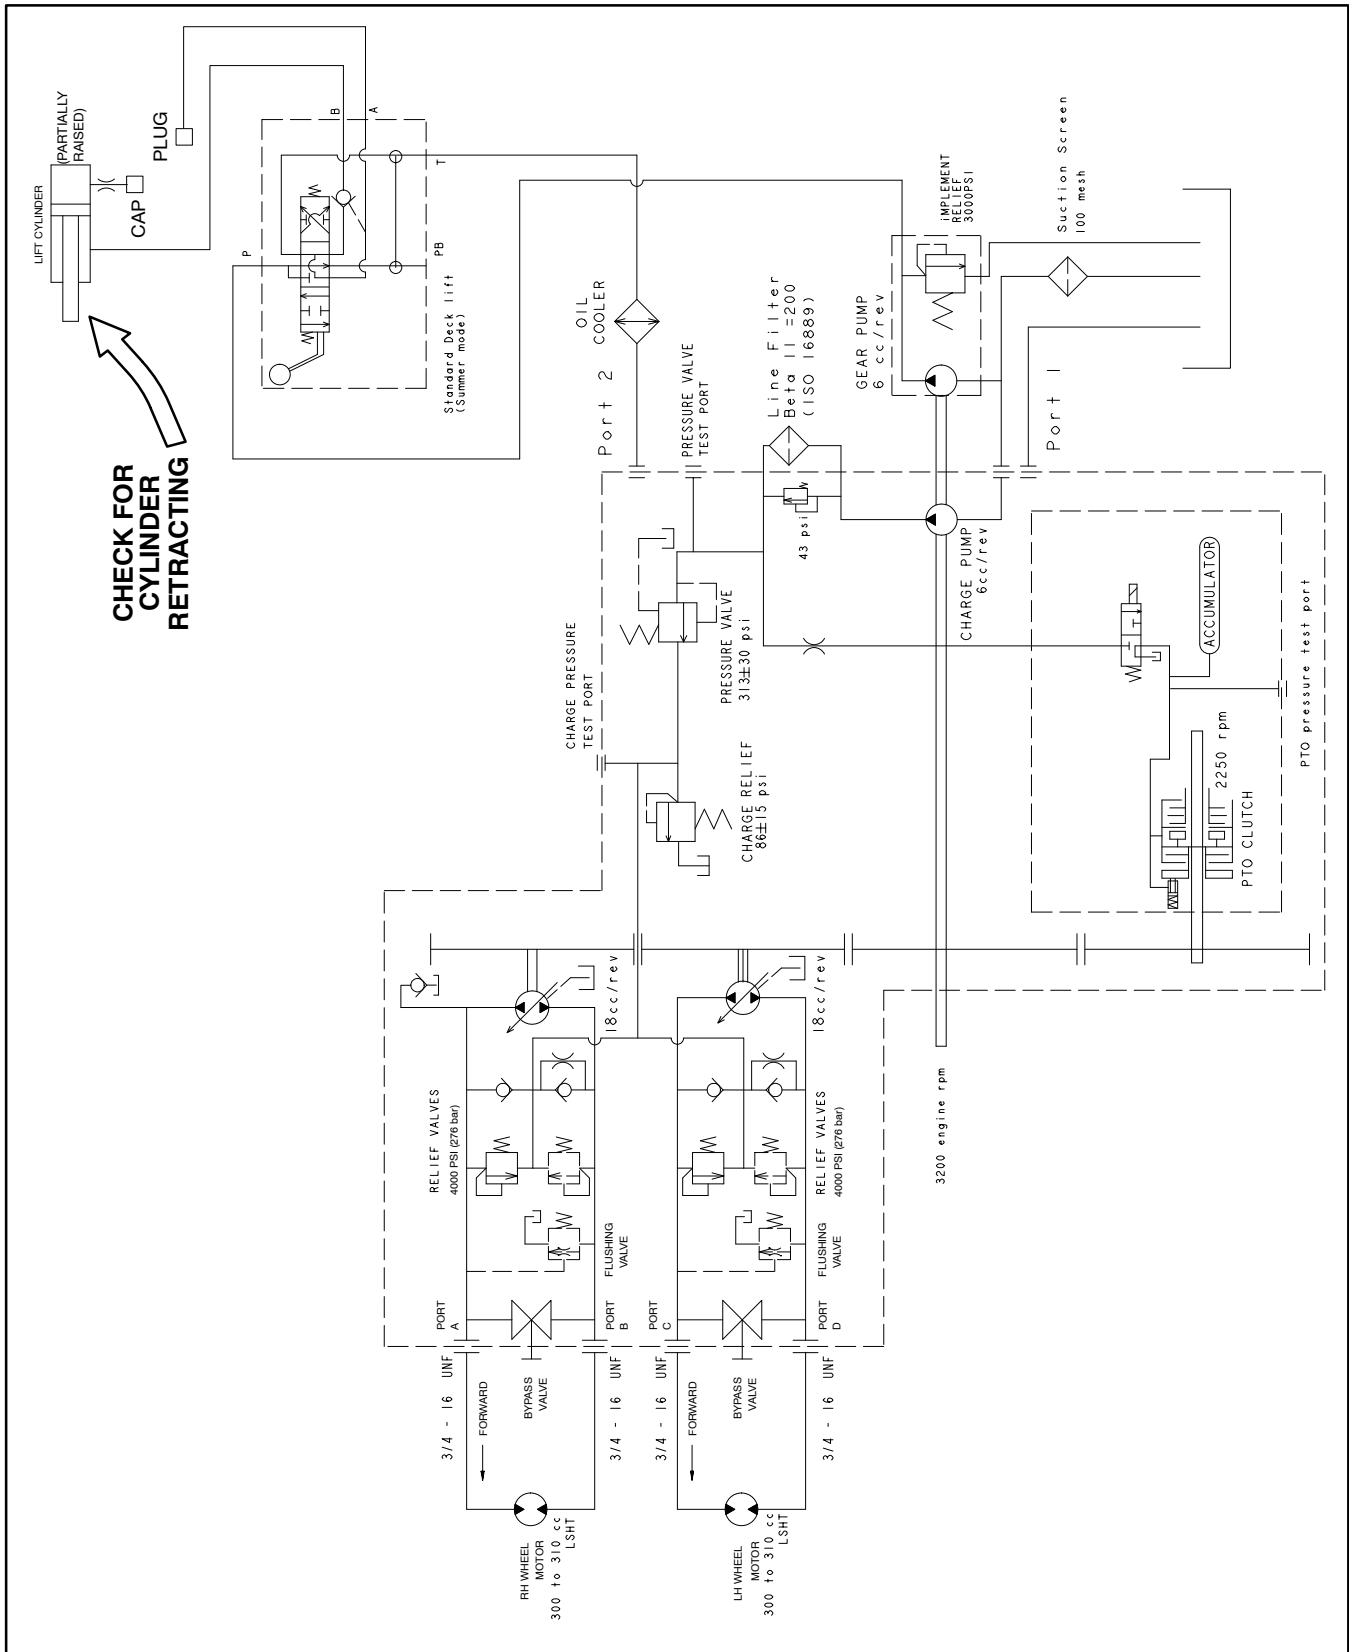 LIFT CYLINDER
(PARTIALLY
RAISED)
CAP
PLUG
CHECK FOR
CYLINDER
RETRACTING
B
A
P
T
PB
Standard Deck lift
(Summer mode)
OIL
COOLER
Port 2
PRESSURE VALVE
TEST PORT
iMPLEMENT
RELIEF
3000PSI
Suction Screen
100 mesh
GEAR PUMP
6 cc/rev
Line Filter
Beta 11 =200
(ISO 16889)
Port 1
43 psi
CHARGE PUMP
6cc/rev
CHARGE PRESSURE
TEST PORT
PRESSURE VALVE
313±30 psi
CHARGE RELIEF
86±15 psi
ACCUMULATOR
PTO pressure test port
2250 rpm
PTO CLUTCH
18cc/rev
18cc/rev
3200 engine rpm
RELIEF VALVES
4000 PSI (276 bar)
RELIEF VALVES
4000 PSI (276 bar)
FLUSHING
VALVE
FLUSHING
VALVE
PORT
A
PORT
B
PORT
C
PORT
D
3/4 - 16 UNF
3/4 - 16 UNF
3/4 - 16 UNF
3/4 - 16 UNF
FORWARD
BYPASS
VALVE
FORWARD
BYPASS
VALVE
RH WHEEL
MOTOR
300 to 310 cc
LSHT
LH WHEEL
MOTOR
300 to 310 cc
LSHT